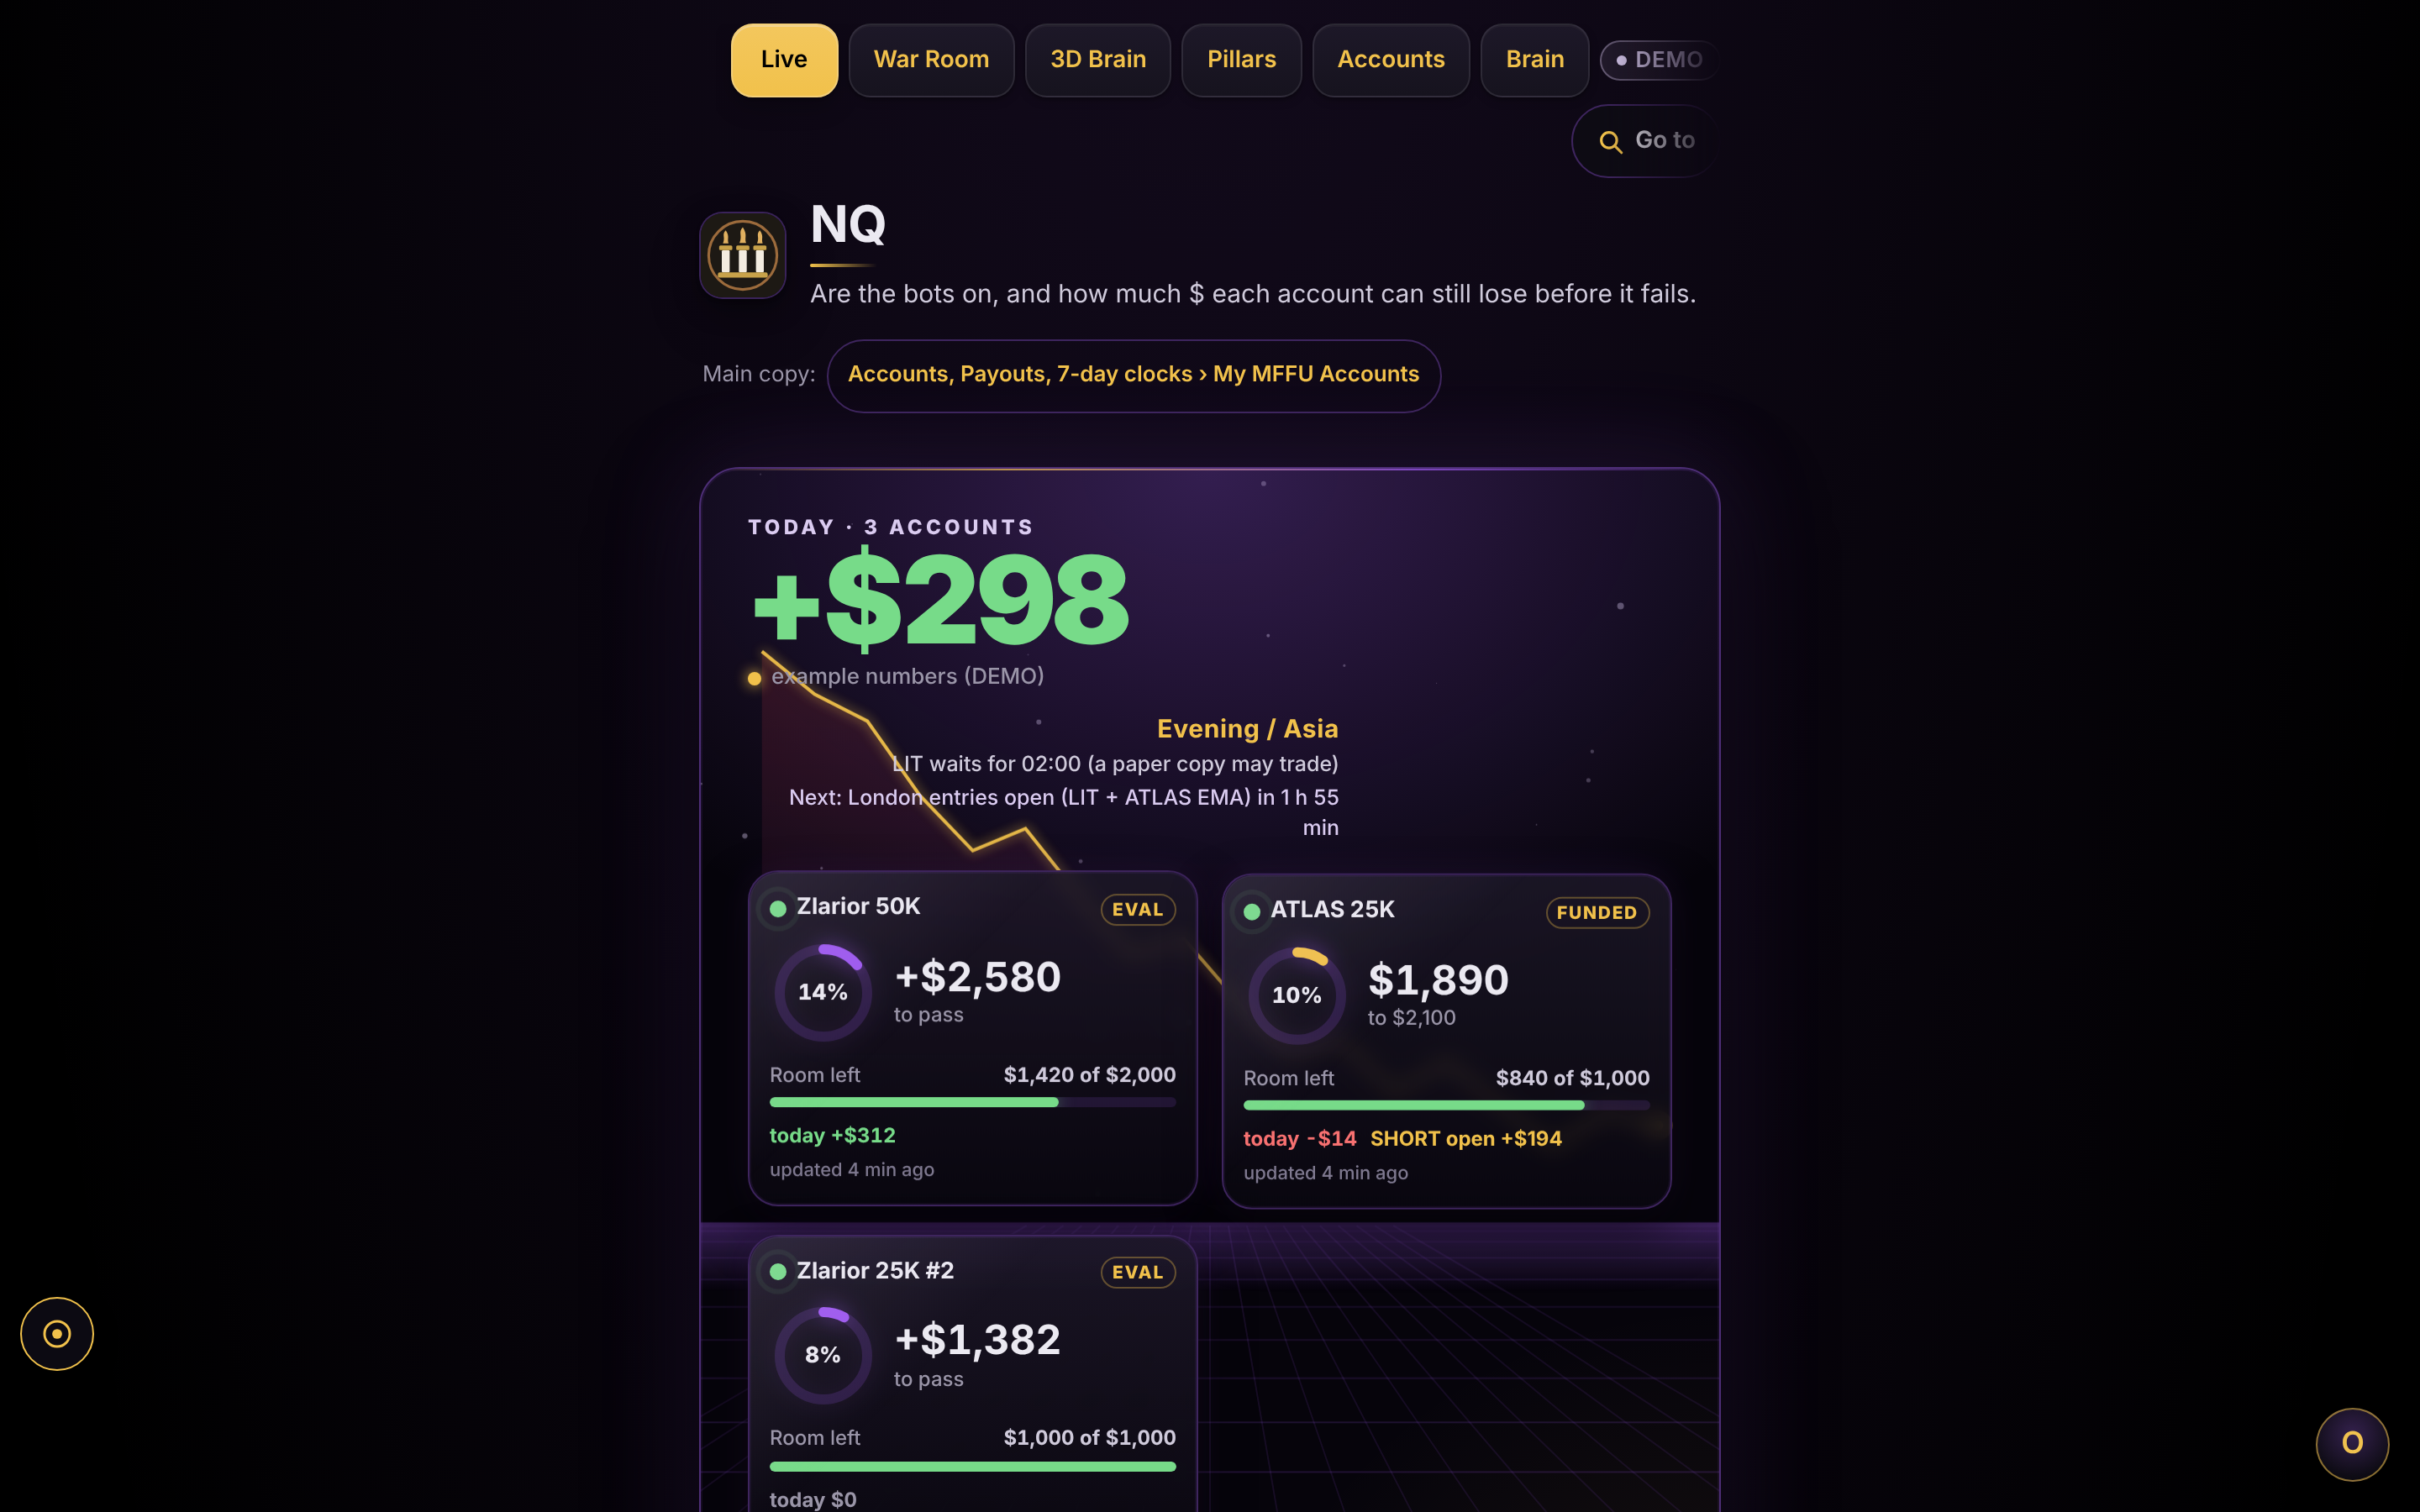 Live War Room 3D Brain Pillars Accounts Brain DEMO
Go to
NQ
Are the bots on, and how much $ each account can still lose before it fails.
Main copy: Accounts, Payouts, 7-day clocks › My MFFU Accounts
TODAY · 3 ACCOUNTS
+$298
example numbers (DEMO)
Evening / Asia
LIT waits for 02:00 (a paper copy may trade)
Next: London entries open (LIT + ATLAS EMA) in 1 h 55
min
Zlarior 50K EVAL
14% +$2,580
to pass
Room left $1,420 of $2,000
today +$312
updated 4 min ago
ATLAS 25K FUNDED
10% $1,890
to $2,100
Room left $840 of $1,000
today -$14 SHORT open +$194
updated 4 min ago
Zlarior 25K #2 EVAL
8% +$1,382
to pass
Room left $1,000 of $1,000
today $0
O